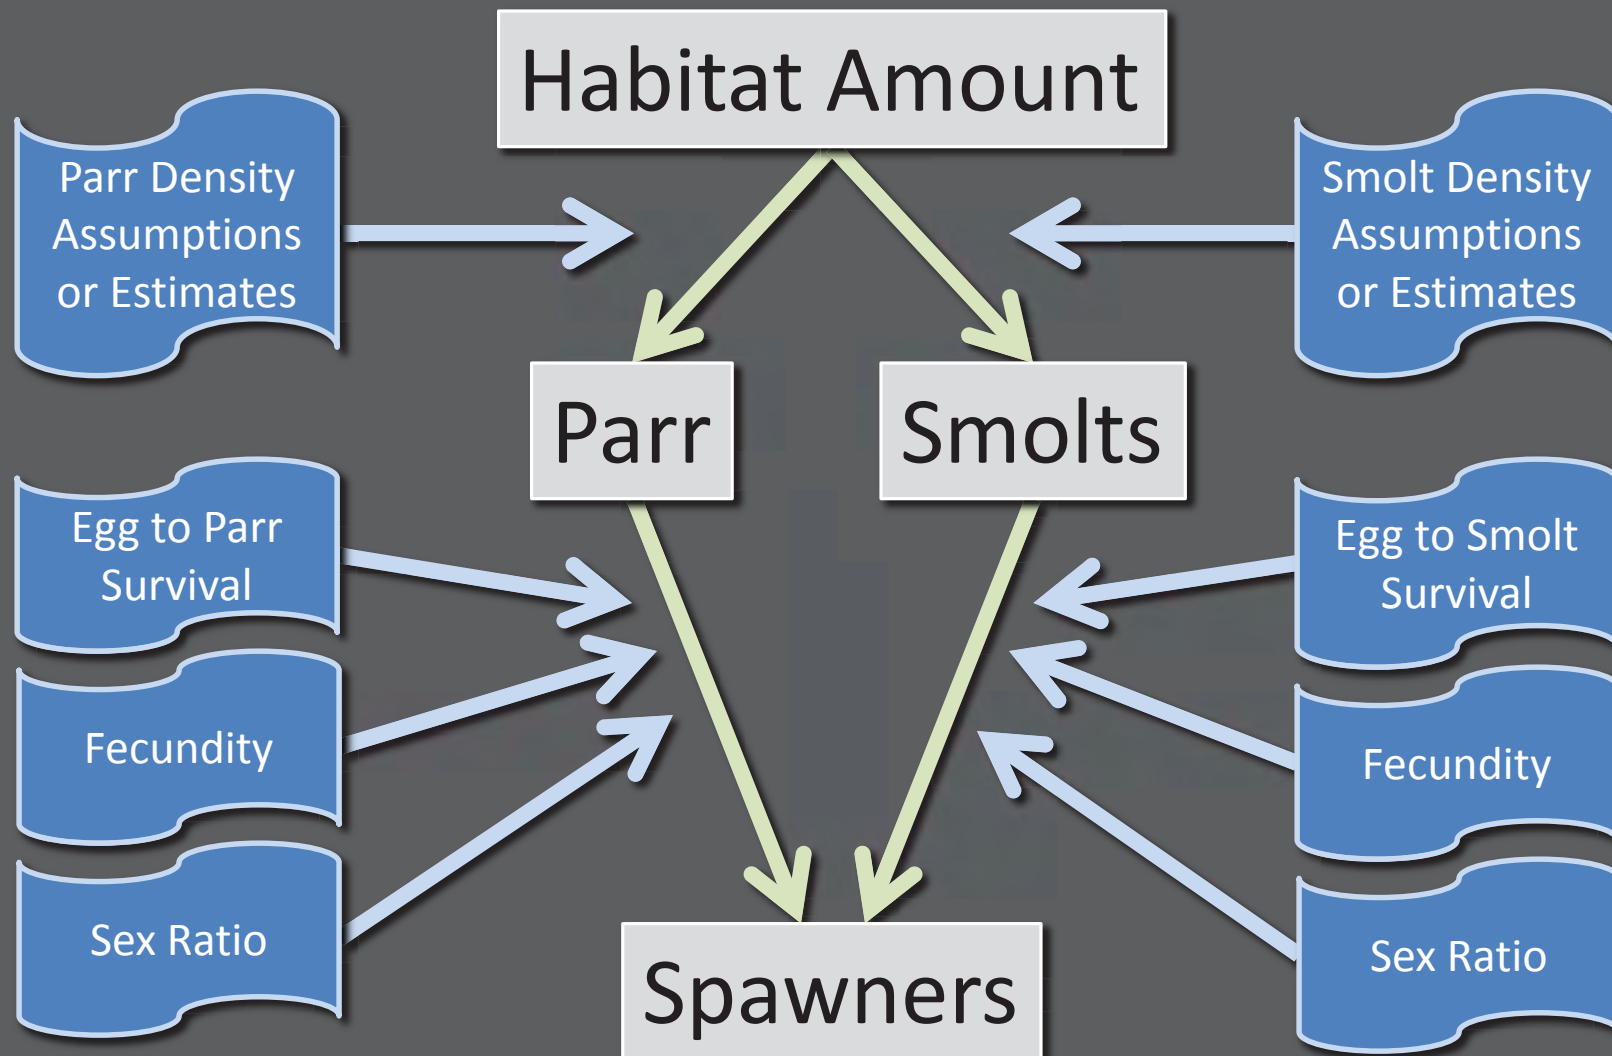 Habitat Amount
Parr Density
Assumptions
or Estimates
Smolt Density
Assumptions
or Estimates
Parr
Smolts
Egg to Parr
Survival
Egg to Smolt
Survival
Fecundity
Fecundity
Sex Ratio
Sex Ratio
Spawners